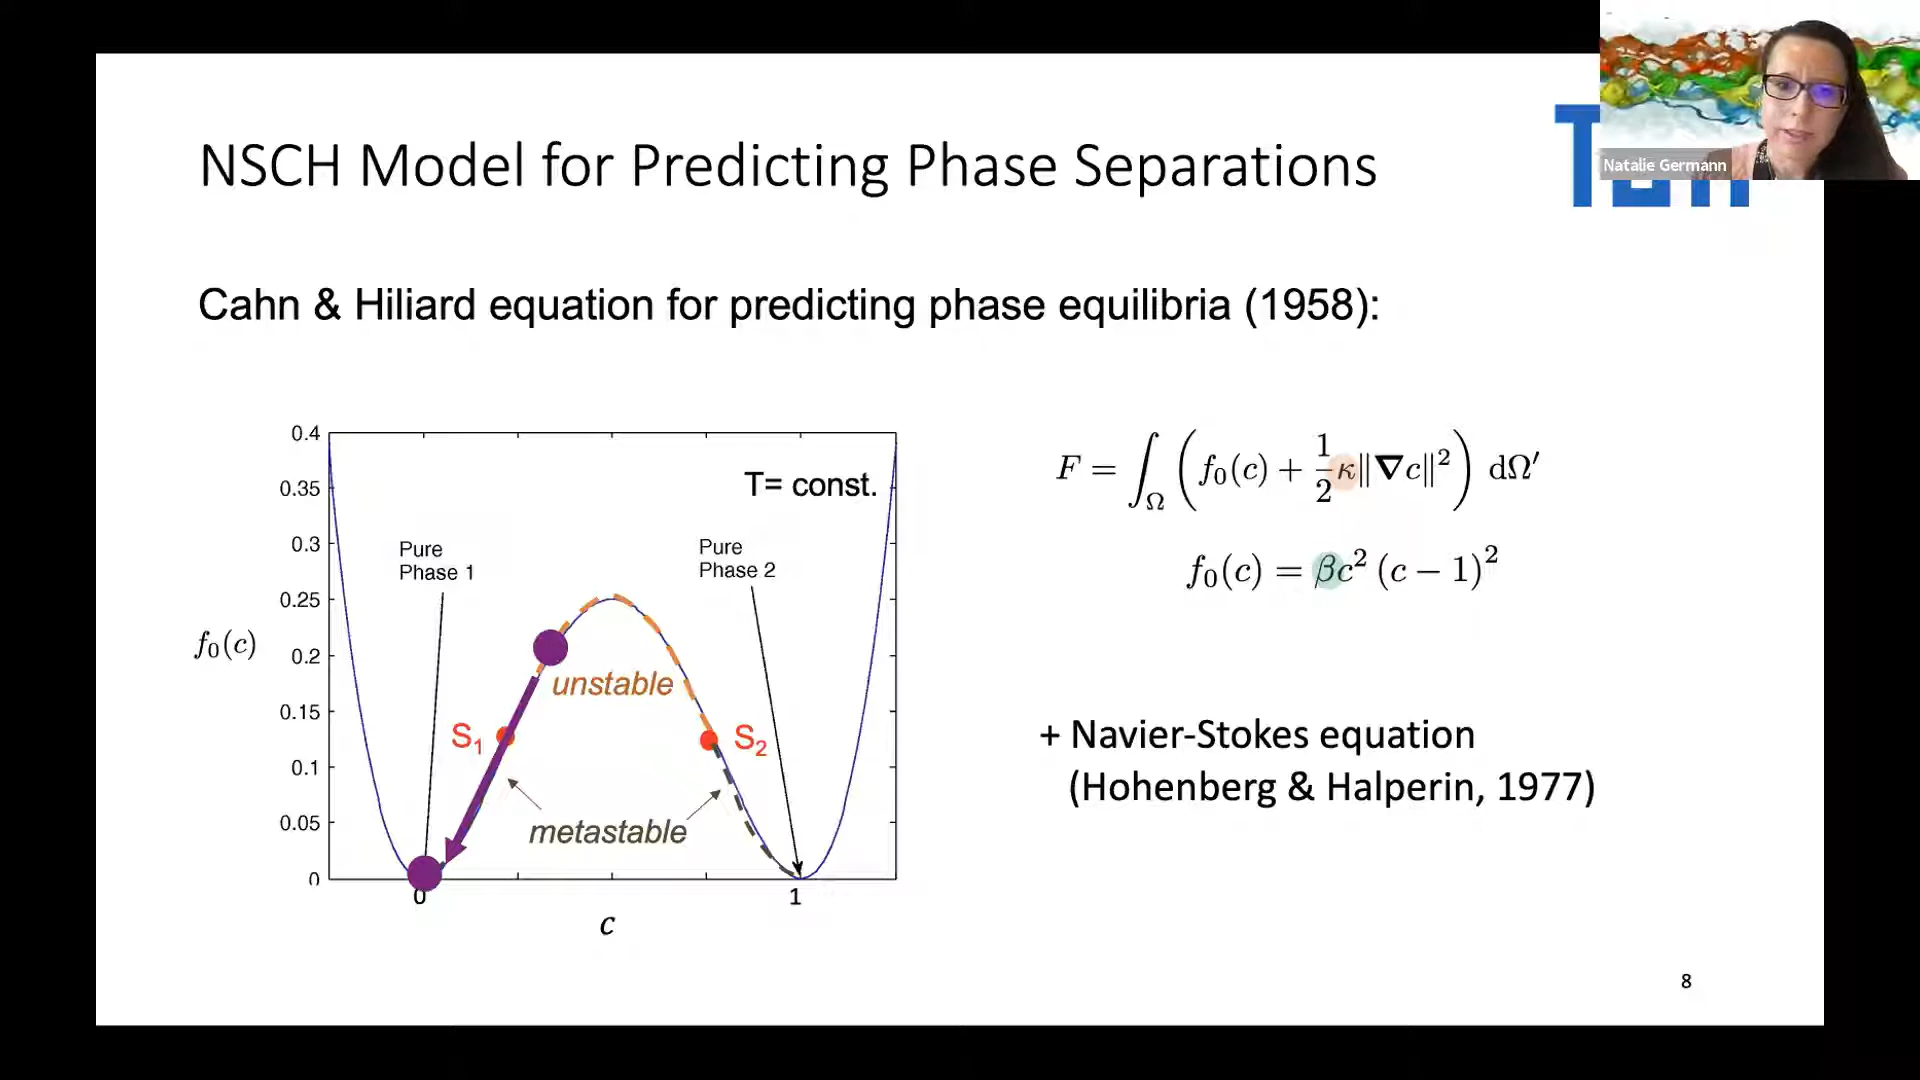 Natalie Germann
NSCH Model for Predicting Phase Separations
Cahn & Hiliard equation for predicting phase equilibria (1958):
0.4
0.35
0.3
0.25
0.2
0.15
0.1
0.05
0
f₀(c)
T= const.
Pure
Phase 1
Pure
Phase 2
unstable
S₁
S₂
metastable
0
1
c
F = ∫_Ω ( f₀(c) + 1/2 κ‖∇c‖² ) dΩ′
f₀(c) = βc² (c − 1)²
+ Navier-Stokes equation
(Hohenberg & Halperin, 1977)
8